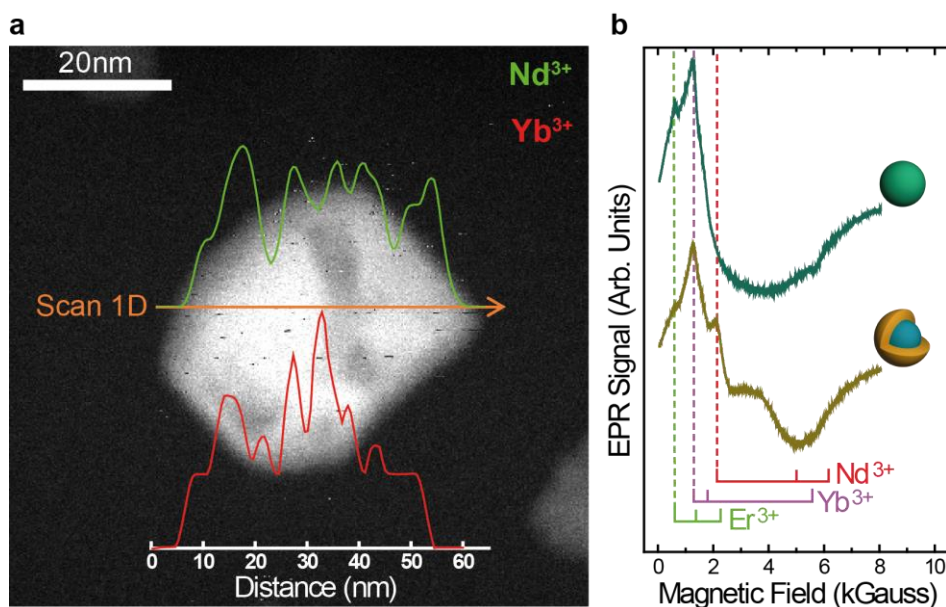 a
20nm
Nd3+
Yb3+
Scan 1D
0 10 20 30 40 50 60
Distance (nm)
b
EPR Signal (Arb. Units)
Nd3+
Yb3+
Er3+
0 2 4 6 8 10
Magnetic Field (kGauss)